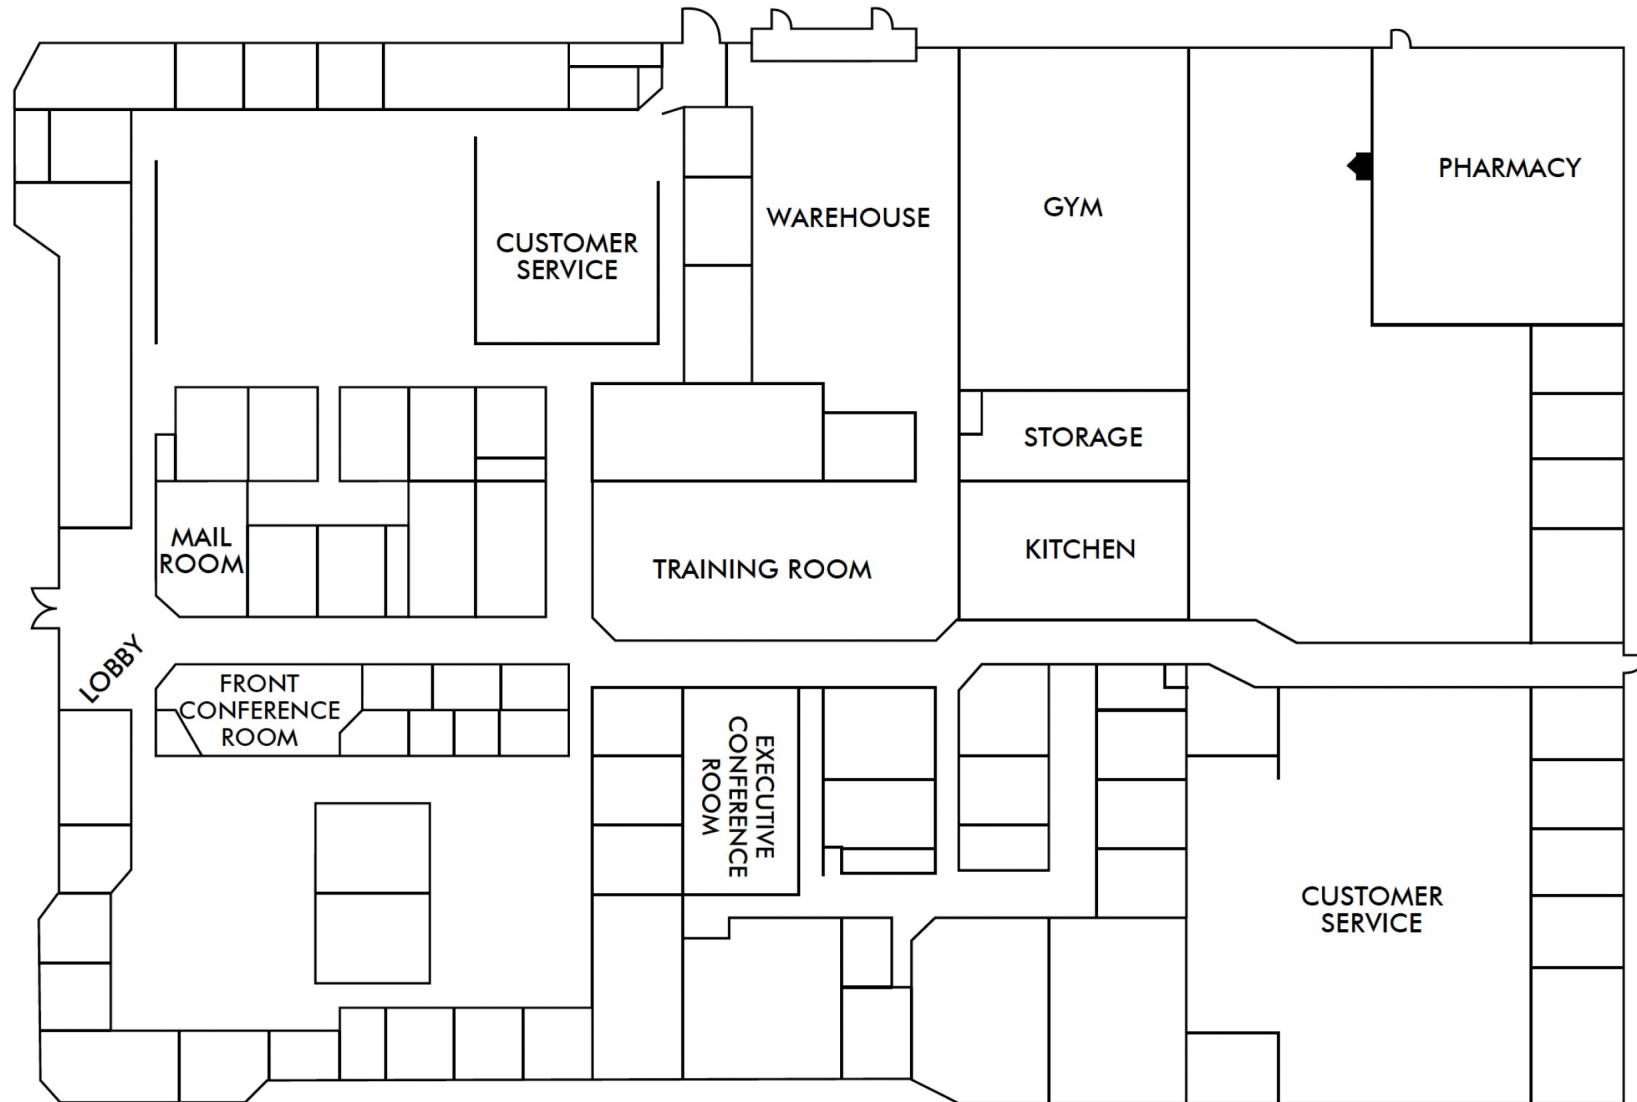 PHARMACY
GYM
WAREHOUSE
CUSTOMER
SERVICE
STORAGE
MAIL
ROOM
TRAINING ROOM
KITCHEN
LOBBY
FRONT
CONFERENCE
ROOM
EXECUTIVE
CONFERENCE
ROOM
CUSTOMER
SERVICE